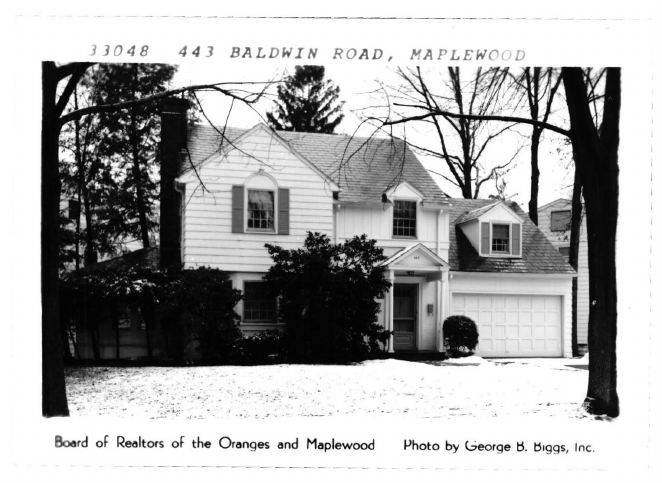 33048 443 BALDWIN ROAD, MAPLEWOOD
Board of Realtors of the Oranges and Maplewood Photo by George B. Biggs, Inc.